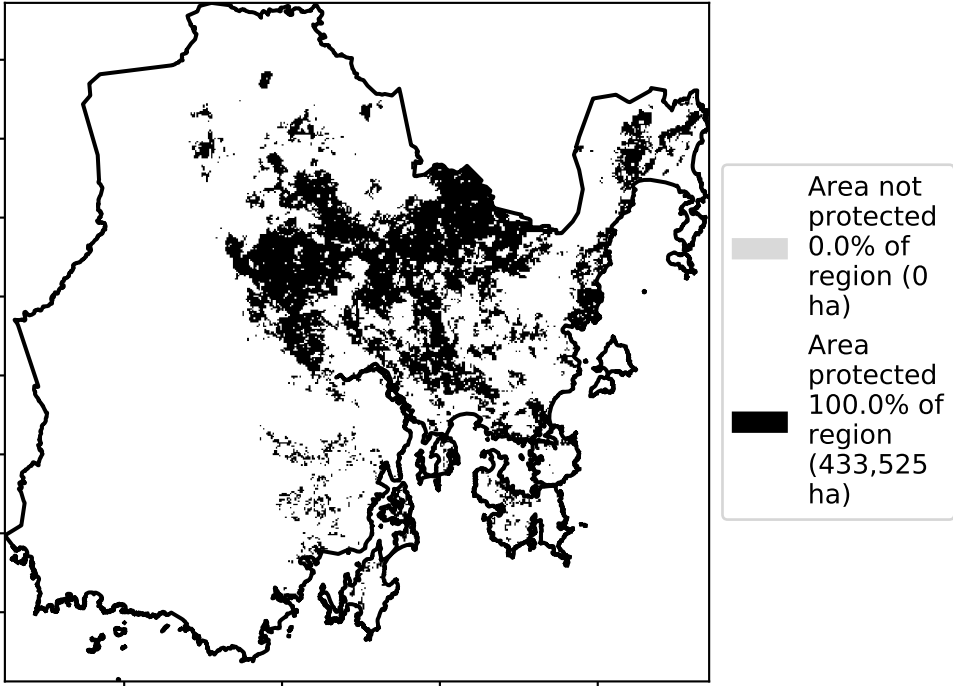 Area not
protected
0.0% of
region (0
ha)
Area
protected
100.0% of
region
(433,525
ha)